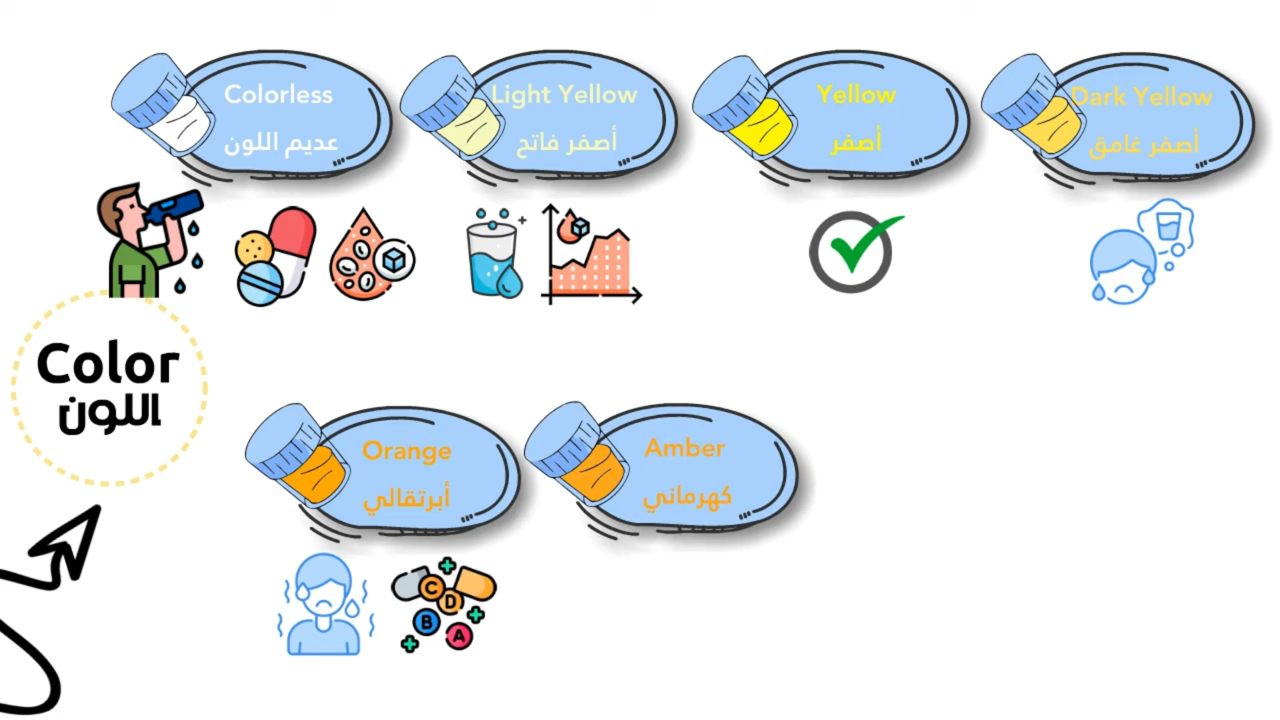 Colorless
عديم اللون
Light Yellow
أصفر فاتح
Yellow
أصفر
Dark Yellow
أصفر غامق
Color
اللون
Orange
أبرتقالي
Amber
كهرماني
C
D
B
A